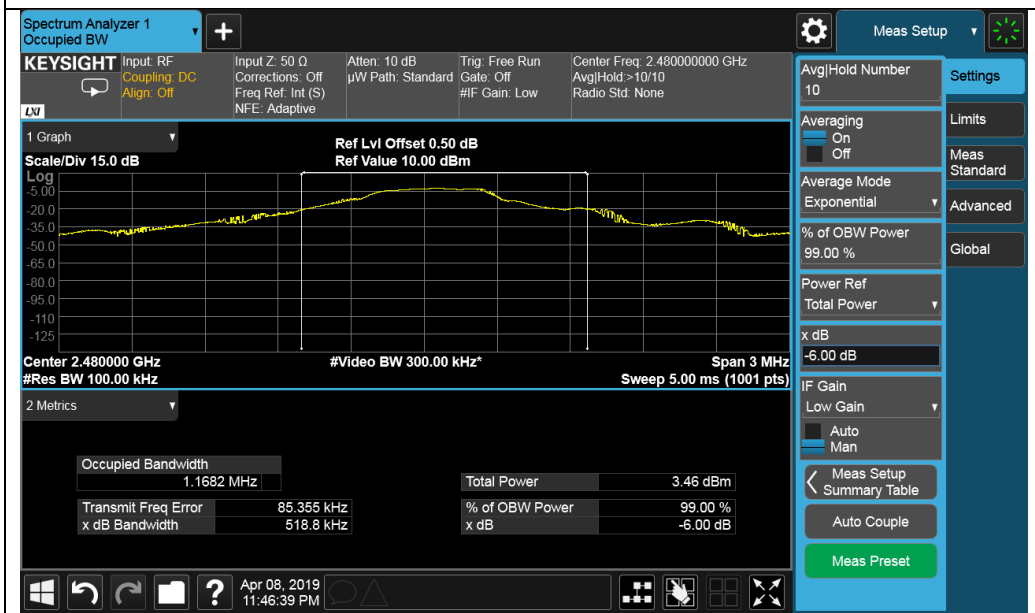 Spectrum Analyzer 1
Occupied BW
+
Meas Setup
KEYSIGHT
Input: RF
Coupling: DC
Align: Off
Input Z: 50 Ω
Corrections: Off
Freq Ref: Int (S)
NFE: Adaptive
Atten: 10 dB
µW Path: Standard
Trig: Free Run
Gate: Off
#IF Gain: Low
Center Freq: 2.480000000 GHz
Avg|Hold:>10/10
Radio Std: None
LXI
1 Graph
Scale/Div 15.0 dB
Ref Lvl Offset 0.50 dB
Ref Value 10.00 dBm
Log
-5.00
-20.0
-35.0
-50.0
-65.0
-80.0
-95.0
-110
-125
Center 2.480000 GHz
#Video BW 300.00 kHz*
Span 3 MHz
#Res BW 100.00 kHz
Sweep 5.00 ms (1001 pts)
2 Metrics
Occupied Bandwidth
1.1682 MHz
Total Power 3.46 dBm
Transmit Freq Error 85.355 kHz
% of OBW Power 99.00 %
x dB Bandwidth 518.8 kHz
x dB -6.00 dB
Avg|Hold Number
10
Averaging
On
Off
Average Mode
Exponential
% of OBW Power
99.00 %
Power Ref
Total Power
x dB
-6.00 dB
IF Gain
Low Gain
Auto
Man
Meas Setup
Summary Table
Auto Couple
Meas Preset
Settings
Limits
Meas
Standard
Advanced
Global
?
Apr 08, 2019
11:46:39 PM